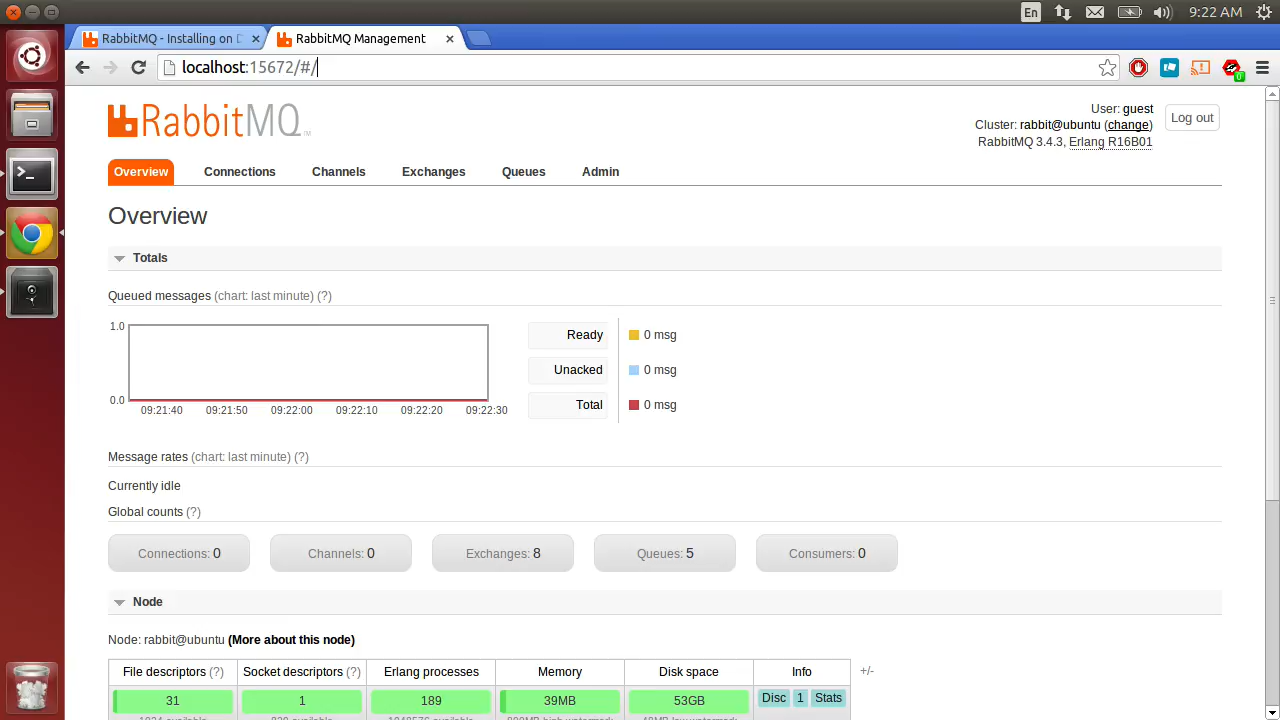 En 9:22 AM
RabbitMQ - Installing on D RabbitMQ Management
localhost:15672/#/
0
RabbitMQ TM
User: guest
Log out
Cluster: rabbit@ubuntu (change)
RabbitMQ 3.4.3, Erlang R16B01
Overview Connections Channels Exchanges Queues Admin
Overview
Totals
Queued messages (chart: last minute) (?)
1.0
0.0
09:21:40 09:21:50 09:22:00 09:22:10 09:22:20 09:22:30
Ready 0 msg
Unacked 0 msg
Total 0 msg
Message rates (chart: last minute) (?)
Currently idle
Global counts (?)
Connections: 0 Channels: 0 Exchanges: 8 Queues: 5 Consumers: 0
Node
Node: rabbit@ubuntu (More about this node)
File descriptors (?) Socket descriptors (?) Erlang processes Memory Disk space Info +/-
31 1 189 39MB 53GB Disc 1 Stats